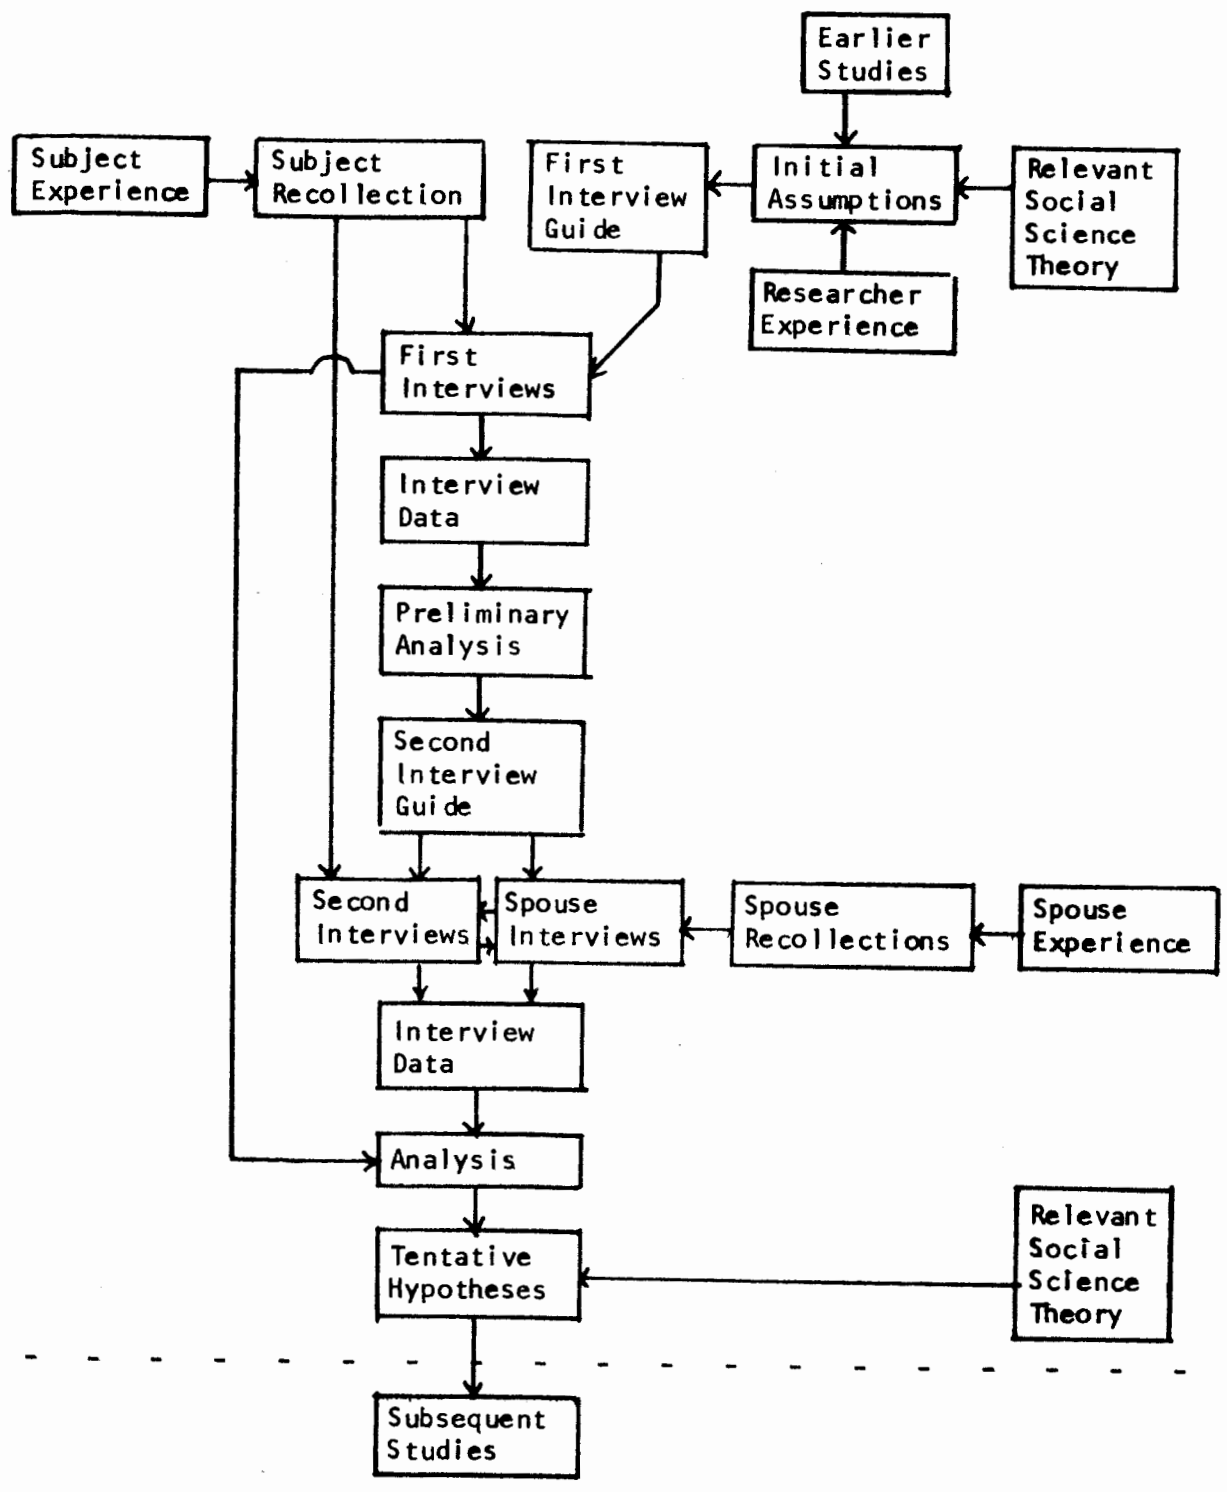 Earlier
Studies
Subject
Experience
Subject
Recollection
First
Interview
Guide
Initial
Assumptions
Relevant
Social
Science
Theory
Researcher
Experience
First
Interviews
Interview
Data
Preliminary
Analysis
Second
Interview
Guide
Second
Interviews
Spouse
Interviews
Spouse
Recollections
Spouse
Experience
Interview
Data
Analysis
Tentative
Hypotheses
Relevant
Social
Science
Theory
Subsequent
Studies